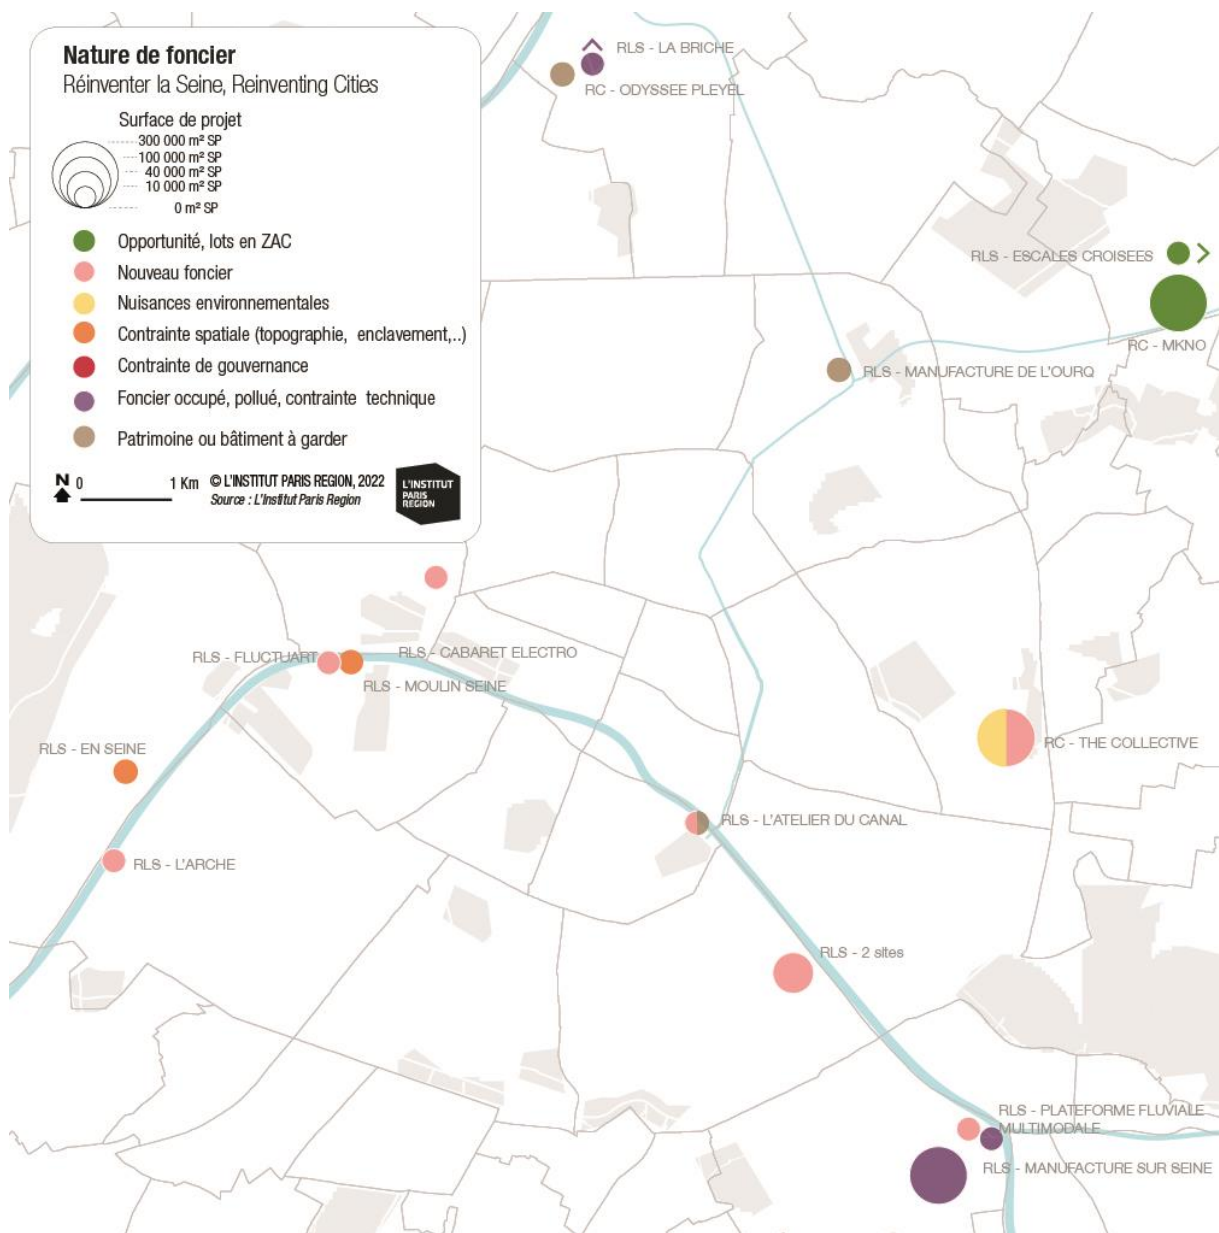 Nature de foncier
Réinventer la Seine, Reinventing Cities
Surface de projet
300 000 m² SP
100 000 m² SP
40 000 m² SP
10 000 m² SP
0 m² SP
Opportunité, lots en ZAC
Nouveau foncier
Nuisances environnementales
Contrainte spatiale (topographie, enclavement,..)
Contrainte de gouvernance
Foncier occupé, pollué, contrainte technique
Patrimoine ou bâtiment à garder
N 0 1 Km © L'INSTITUT PARIS REGION, 2022
Source : L'Institut Paris Region
L'INSTITUT
PARIS
REGION
RLS - LA BRICHE
RC - ODYSSEE PLEYEL
RLS - ESCALES CROISEES
RC - MKNO
RLS - MANUFACTURE DE L'OURQ
RLS - FLUCTUART
RLS - CABARET ELECTRO
RLS - MOULIN SEINE
RLS - EN SEINE
RC - THE COLLECTIVE
RLS - L'ATELIER DU CANAL
RLS - L'ARCHE
RLS - 2 sites
RLS - PLATEFORME FLUVIALE
MULTIMODALE
RLS - MANUFACTURE SUR SEINE